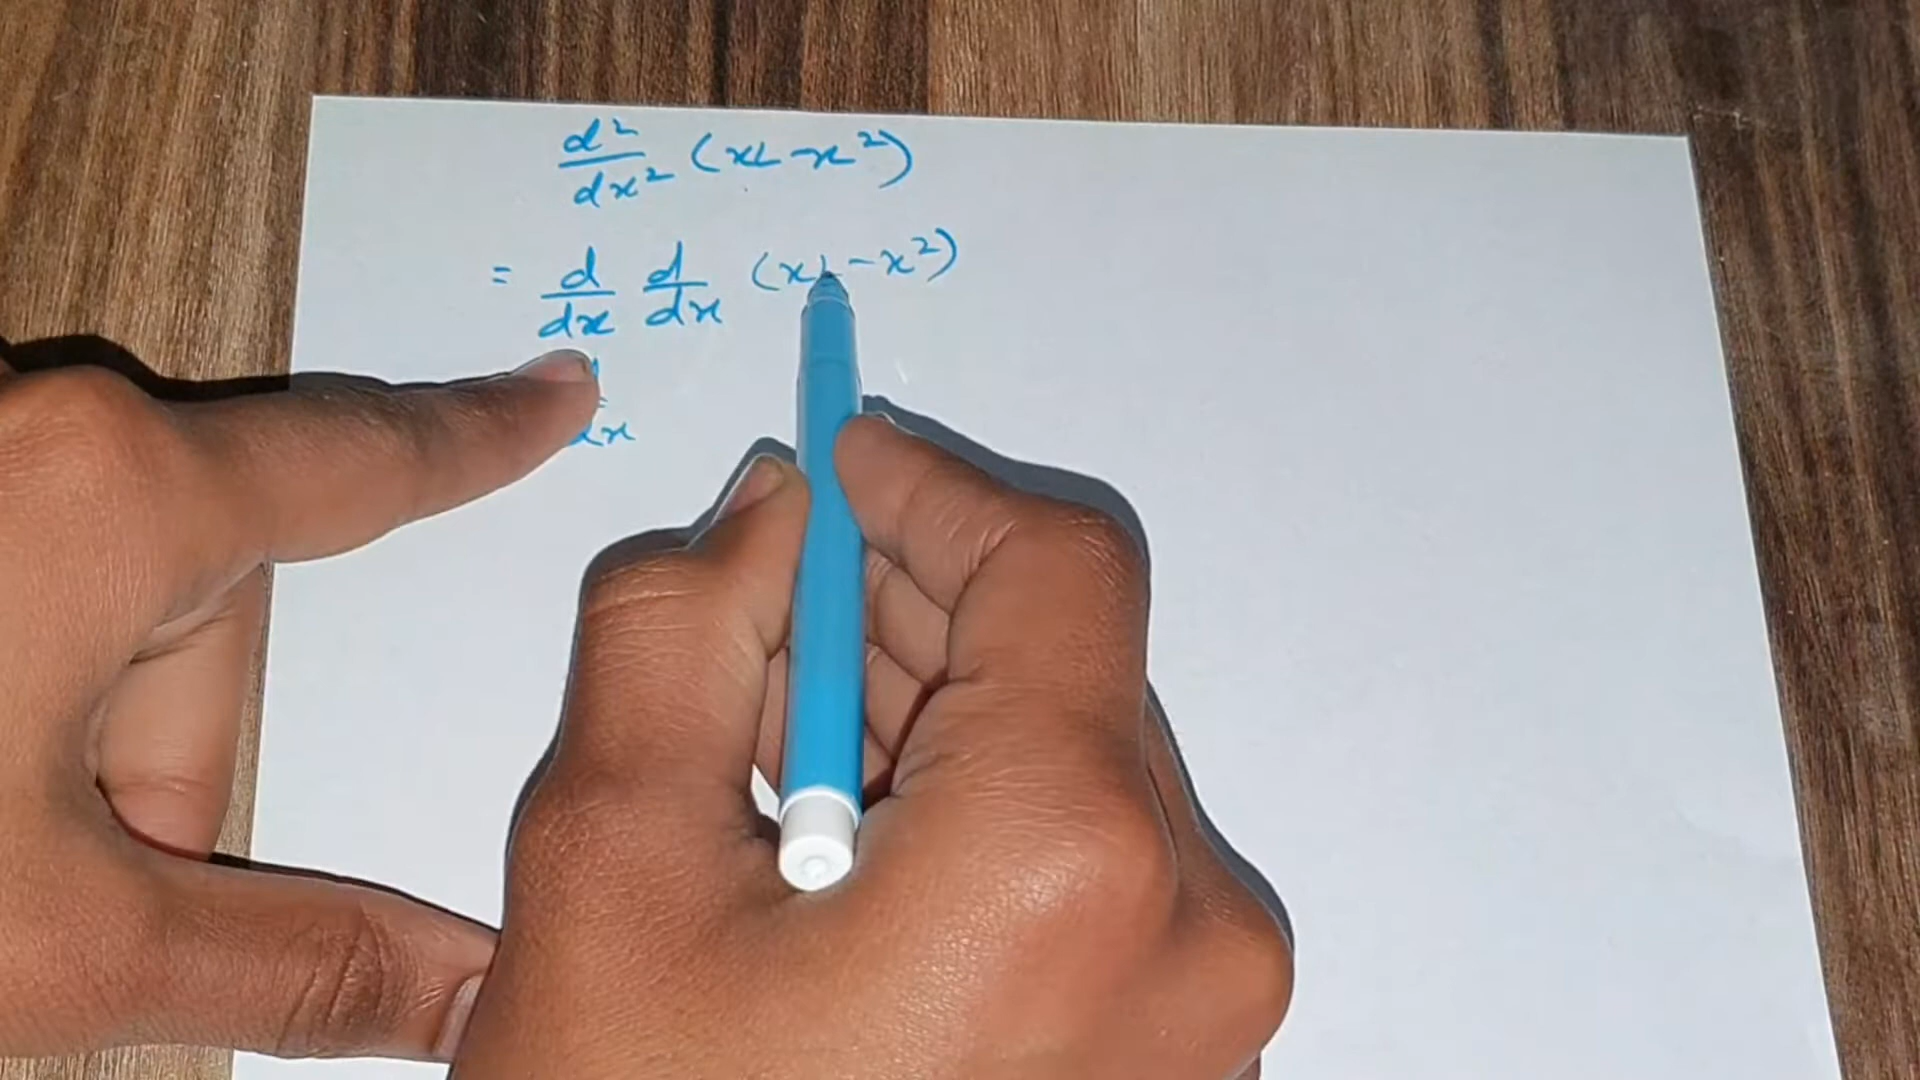 d²/dx² (xL - x²)
= d/dx d/dx (xL - x²)
d/dx